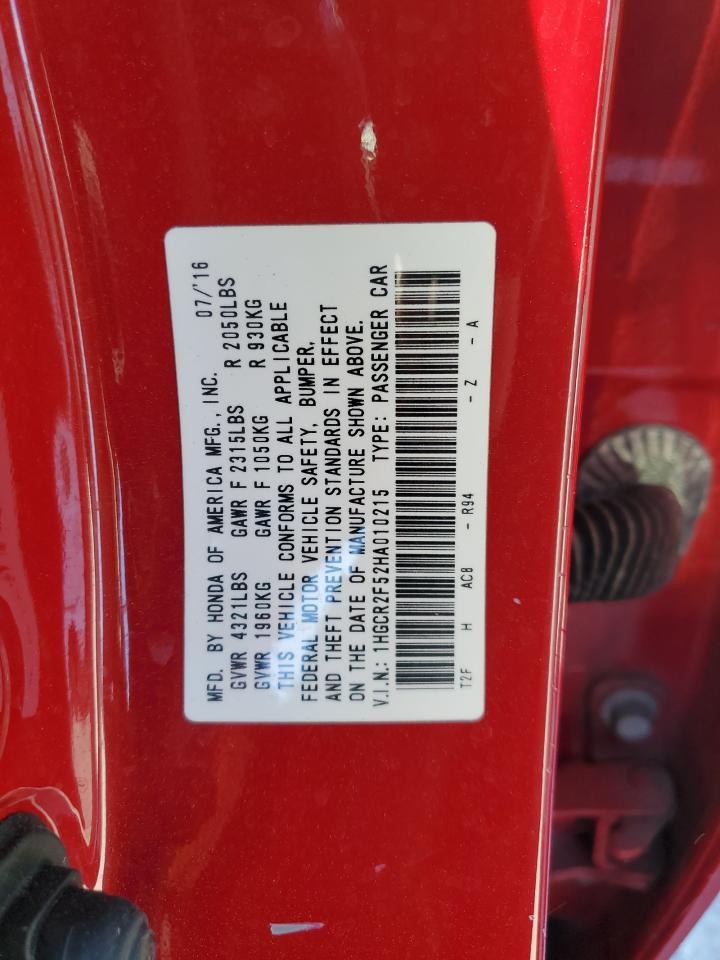 MFD. BY HONDA OF AMERICA MFG., INC. 07/'16
GVWR 4321LBS GAWR F 2315LBS R 2050LBS
GVWR 1960KG GAWR F 1050KG R 930KG
THIS VEHICLE CONFORMS TO ALL APPLICABLE
FEDERAL MOTOR VEHICLE SAFETY, BUMPER,
AND THEFT PREVENTION STANDARDS IN EFFECT
ON THE DATE OF MANUFACTURE SHOWN ABOVE.
V.I.N.: 1HGCR2F52HA010215 TYPE: PASSENGER CAR
T2F H AC8 - R94 - Z - A